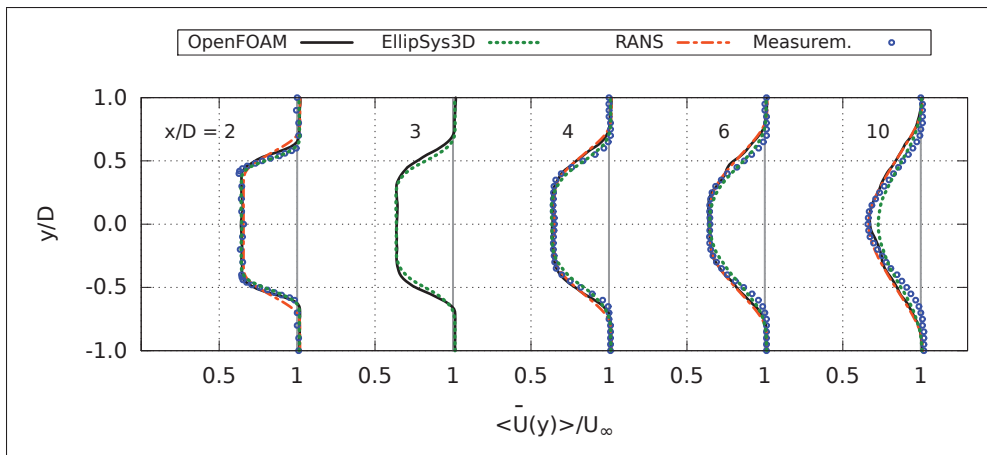 OpenFOAM EllipSys3D RANS Measurem.
1.0
0.5
0.0
-0.5
-1.0
y/D
x/D = 2 3 4 6 10
0.5 1 0.5 1 0.5 1 0.5 1 0.5 1
<Ū(y)>/U∞